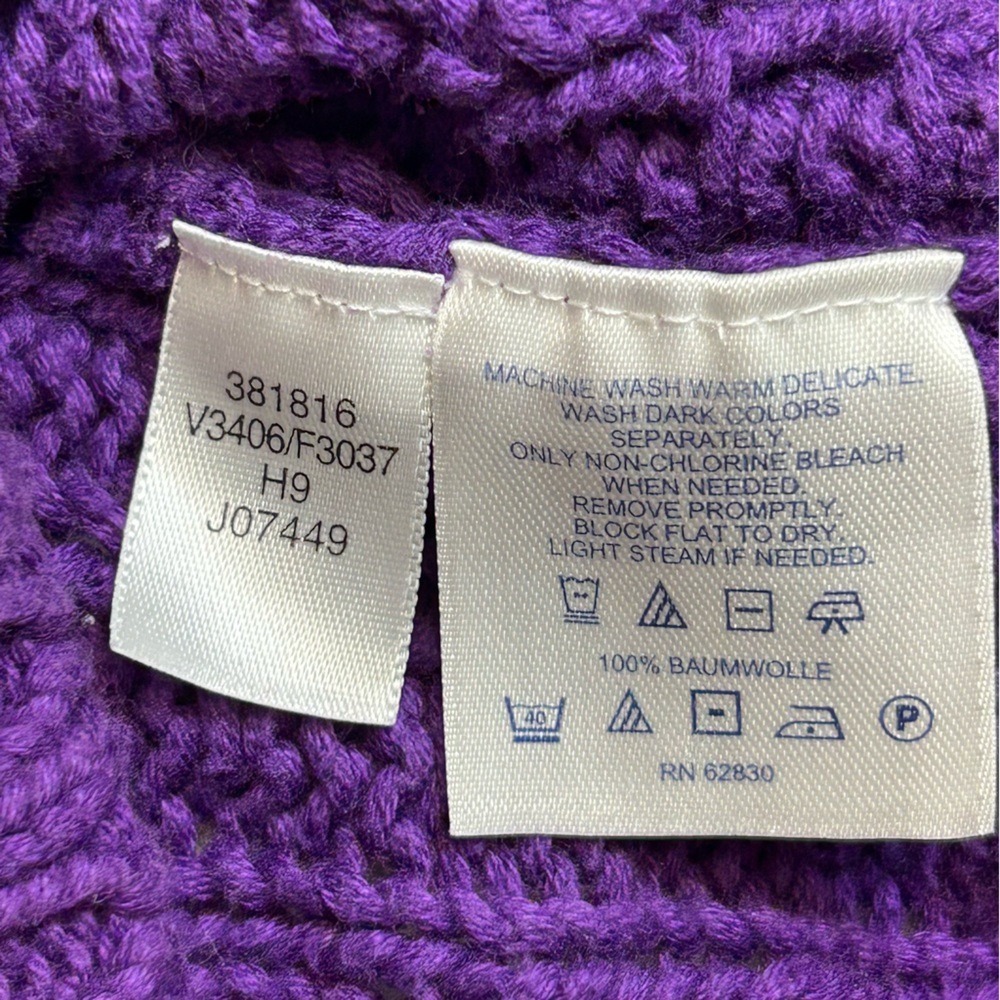 381816
V3406/F3037
H9
J07449
MACHINE WASH WARM DELICATE.
WASH DARK COLORS
SEPARATELY.
ONLY NON-CHLORINE BLEACH
WHEN NEEDED.
REMOVE PROMPTLY.
BLOCK FLAT TO DRY.
LIGHT STEAM IF NEEDED.
100% BAUMWOLLE
40
P
RN 62830